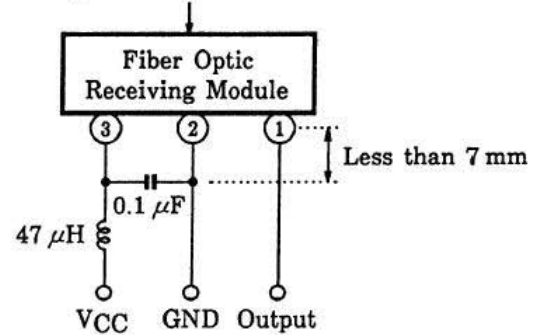 Fiber Optic
Receiving Module
3 2 1
Less than 7 mm
0.1 µF
47 µH
VCC GND Output